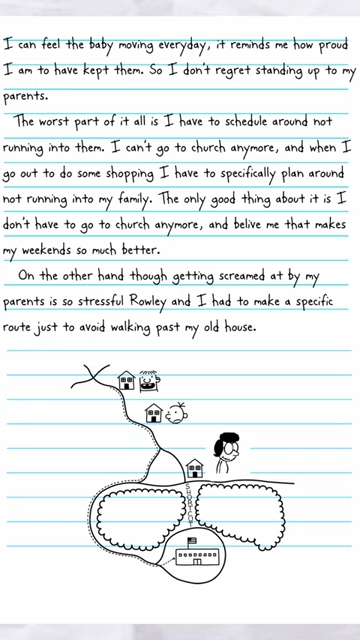 I can feel the baby moving everyday, it reminds me how proud
I am to have kept them. So I don't regret standing up to my
parents.
The worst part of it all is I have to schedule around not
running into them. I can't go to church anymore, and when I
go out to do some shopping I have to specifically plan around
not running into my family. The only good thing about it is I
don't have to go to church anymore, and belive me that makes
my weekends so much better.
On the other hand though getting screamed at by my
parents is so stressful Rowley and I had to make a specific
route just to avoid walking past my old house.
SHORTCUT